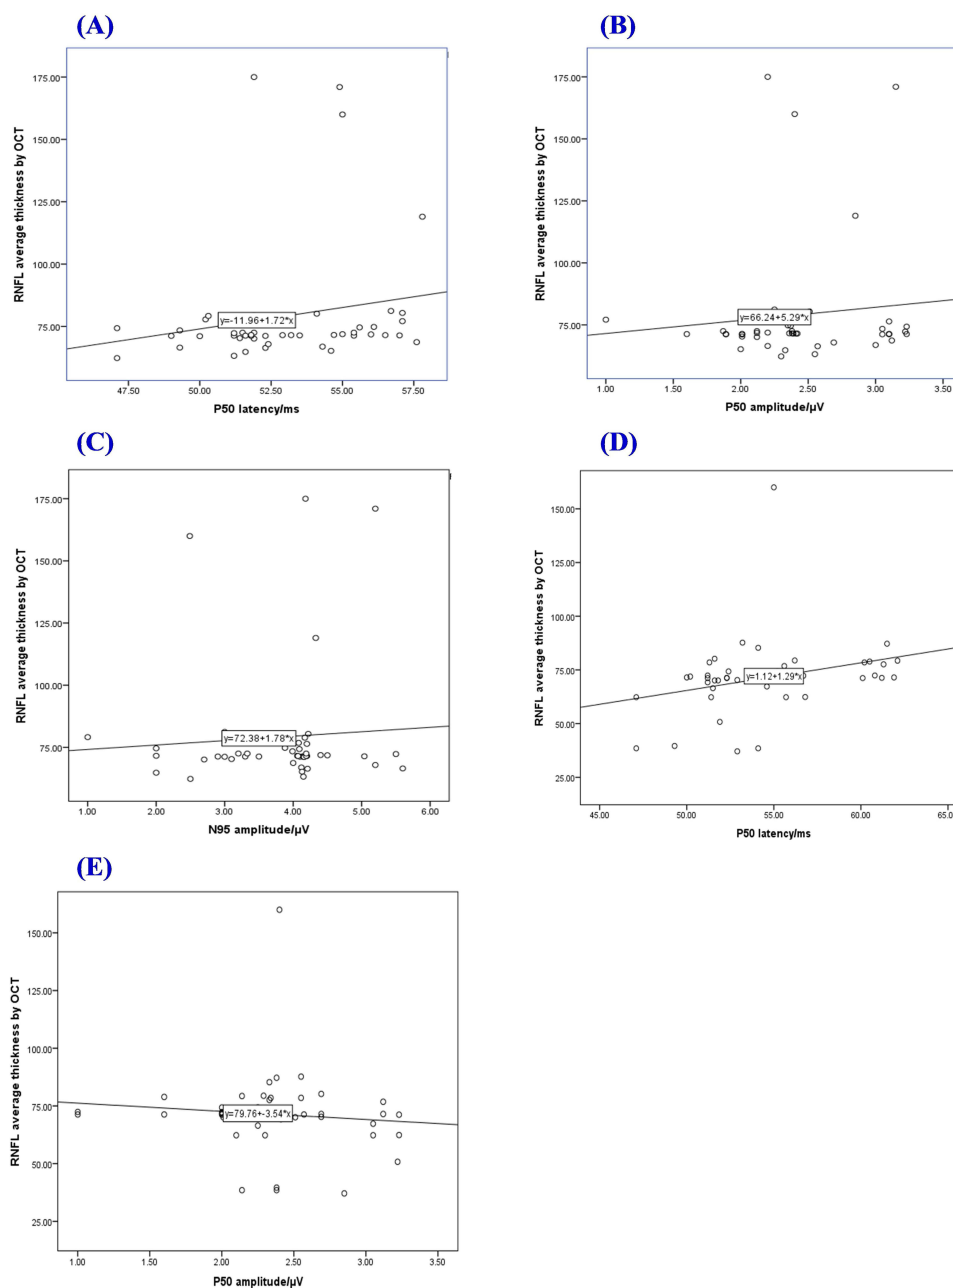 (A)
RNFL average thickness by OCT
175.00
150.00
125.00
100.00
75.00
y=-11.96+1.72*x
47.50 50.00 52.50 55.00 57.50
P50 latency/ms
(B)
RNFL average thickness by OCT
175.00
150.00
125.00
100.00
75.00
y=66.24+5.29*x
1.00 1.50 2.00 2.50 3.00 3.50
P50 amplitude/µV
(C)
RNFL average thickness by OCT
175.00
150.00
125.00
100.00
75.00
y=72.38+1.78*x
1.00 2.00 3.00 4.00 5.00 6.00
N95 amplitude/µV
(D)
RNFL average thickness by OCT
150.00
125.00
100.00
75.00
50.00
25.00
y=1.12+1.29*x
45.00 50.00 55.00 60.00 65.00
P50 latency/ms
(E)
RNFL average thickness by OCT
150.00
125.00
100.00
75.00
50.00
25.00
y=79.76+-3.54*x
1.00 1.50 2.00 2.50 3.00 3.50
P50 amplitude/µV